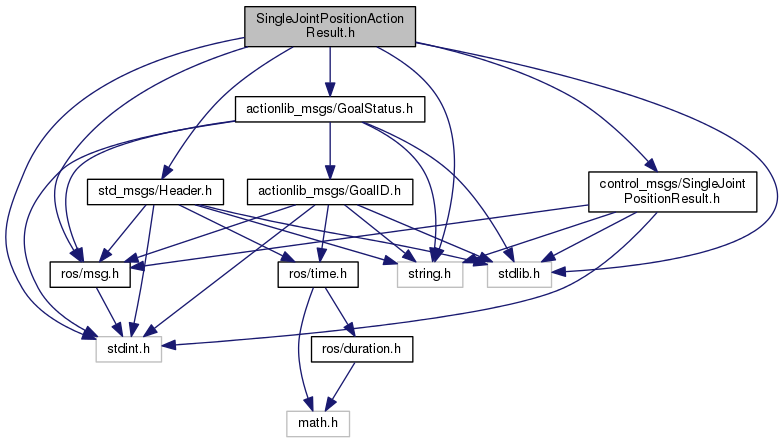 SingleJointPositionAction
Result.h
actionlib_msgs/GoalStatus.h
std_msgs/Header.h
actionlib_msgs/GoalID.h
control_msgs/SingleJoint
PositionResult.h
ros/msg.h
ros/time.h
string.h
stdlib.h
stdint.h
ros/duration.h
math.h